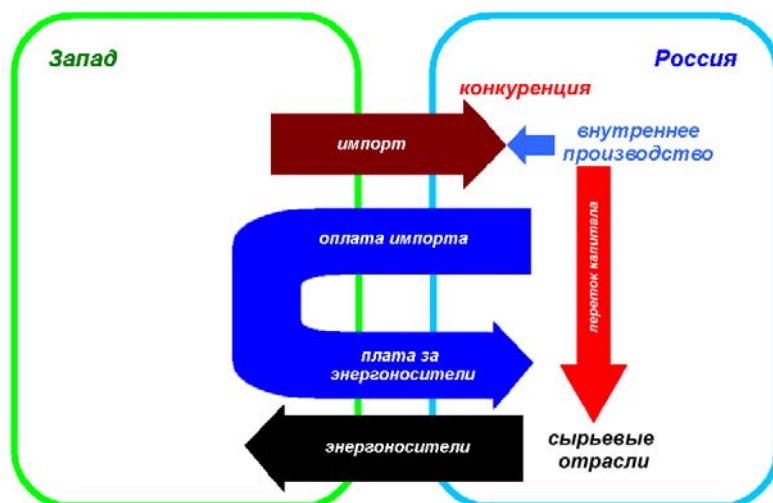 Запад
Россия
конкуренция
импорт
внутреннее
производство
оплата импорта
переток капитала
плата за
энергоносители
энергоносители
сырьевые
отрасли